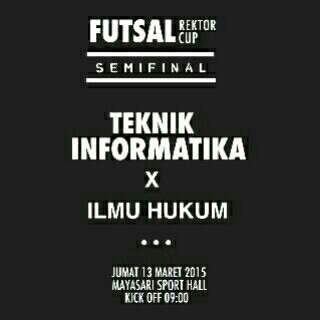 FUTSAL REKTOR CUP
SEMIFINAL
TEKNIK
INFORMATIKA
X
ILMU HUKUM
...
JUMAT 13 MARET 2015
MAYASARI SPORT HALL
KICK OFF 09:00